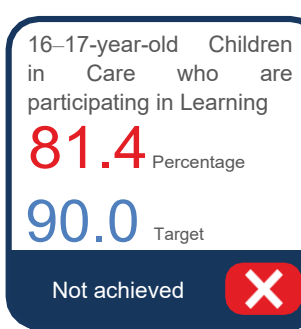 16–17-year-old Children
in Care who are
participating in Learning
81.4 Percentage
90.0 Target
Not achieved